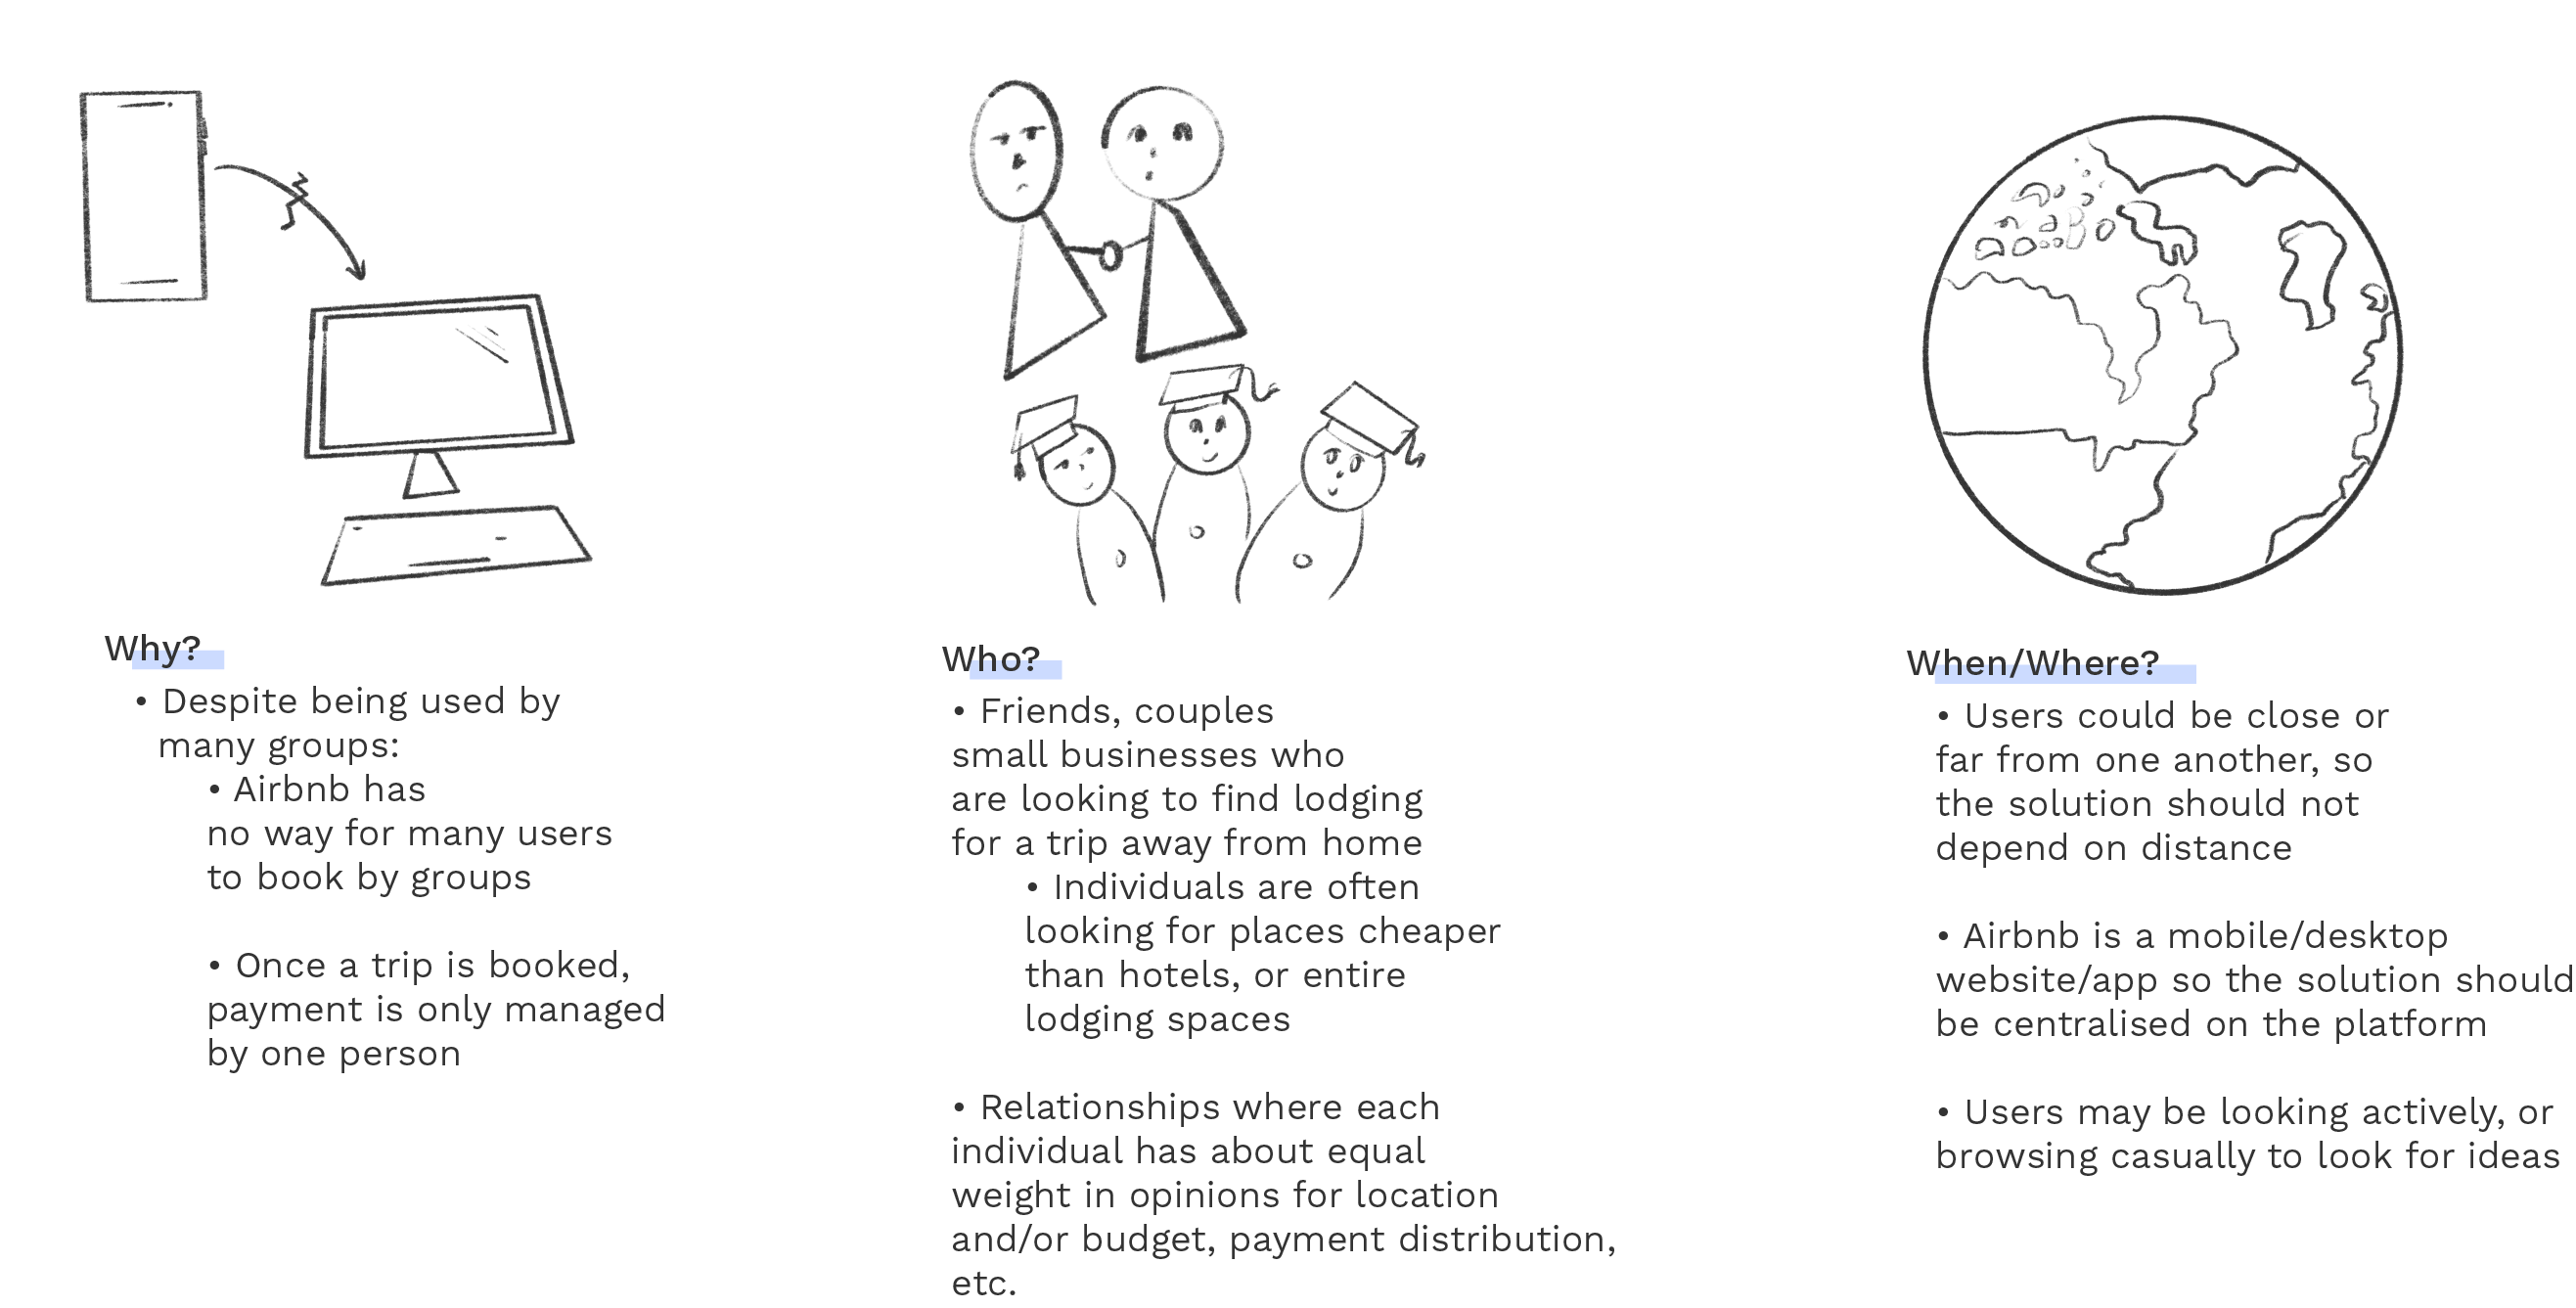 Why?
• Despite being used by
many groups:
• Airbnb has
no way for many users
to book by groups
• Once a trip is booked,
payment is only managed
by one person
Who?
• Friends, couples
small businesses who
are looking to find lodging
for a trip away from home
• Individuals are often
looking for places cheaper
than hotels, or entire
lodging spaces
• Relationships where each
individual has about equal
weight in opinions for location
and/or budget, payment distribution,
etc.
When/Where?
• Users could be close or
far from one another, so
the solution should not
depend on distance
• Airbnb is a mobile/desktop
website/app so the solution should
be centralised on the platform
• Users may be looking actively, or
browsing casually to look for ideas